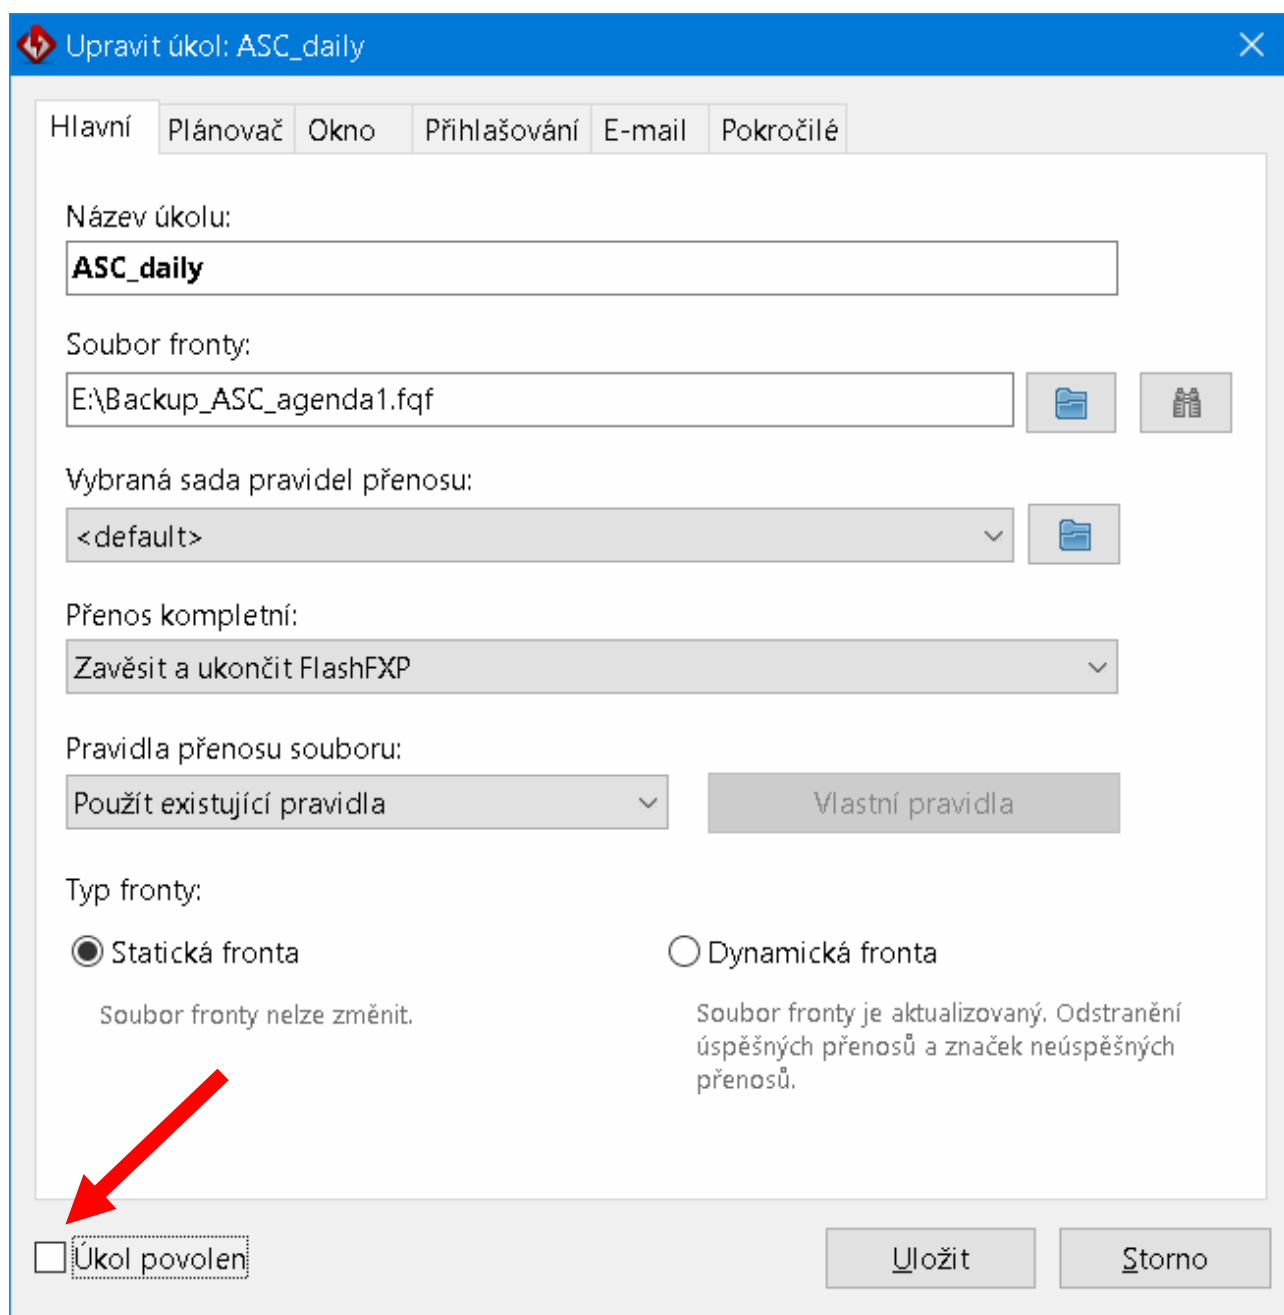 Upravit úkol: ASC_daily
Hlavní Plánovač Okno Přihlašování E-mail Pokročilé
Název úkolu:
ASC_daily
Soubor fronty:
E:\Backup_ASC_agenda1.fqf
Vybraná sada pravidel přenosu:
<default>
Přenos kompletní:
Zavěsit a ukončit FlashFXP
Pravidla přenosu souboru:
Použít existující pravidla Vlastní pravidla
Typ fronty:
Statická fronta Dynamická fronta
Soubor fronty nelze změnit.
Soubor fronty je aktualizovaný. Odstranění
úspěšných přenosů a značek neúspěšných
přenosů.
Úkol povolen Uložit Storno